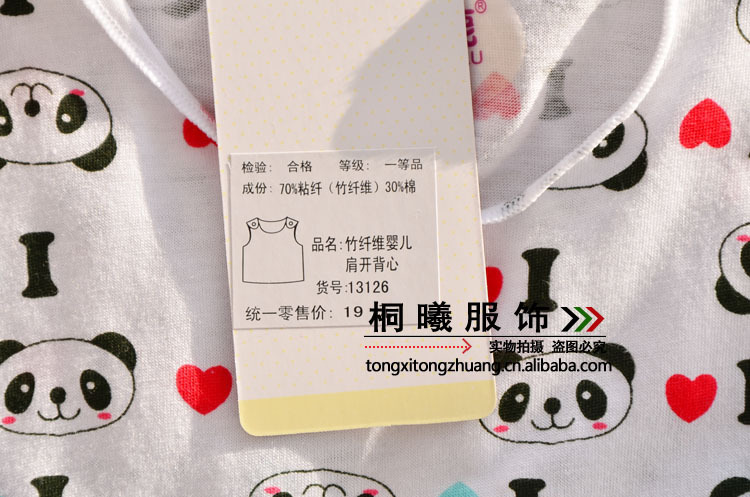 检验: 合格 等级: 一等品
成份: 70%粘纤(竹纤维)30%棉
品名:竹纤维婴儿
肩开背心
货号:13126
统一零售价: 19
桐曦服饰
实物拍摄 盗图必究
tongxitongzhuang.cn.alibaba.com
I
I
I
I